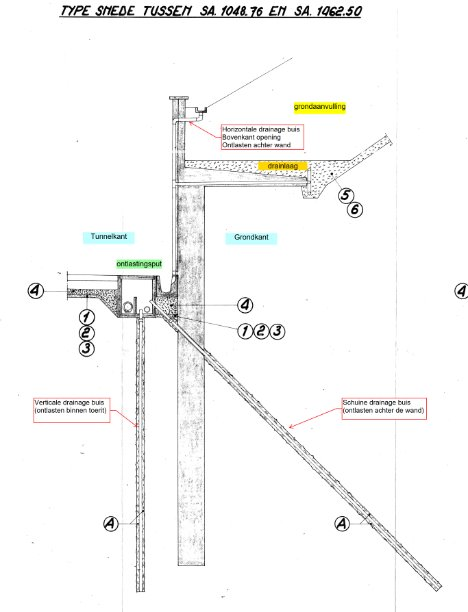 TYPE SNEDE TUSSEN SA. 1048.76 EN SA. 1962.50
grondaanvulling
Horizontale drainage buis
Bovenkant opening
Ontlasten achter wand
drainlaag
5
6
Tunnelkant
Grondkant
ontlastingsput
4
4
4
1
2
3
1 2 3
Verticale drainage buis
(ontlasten binnen toerit)
Schuine drainage buis
(ontlasten achter de wand)
A
A